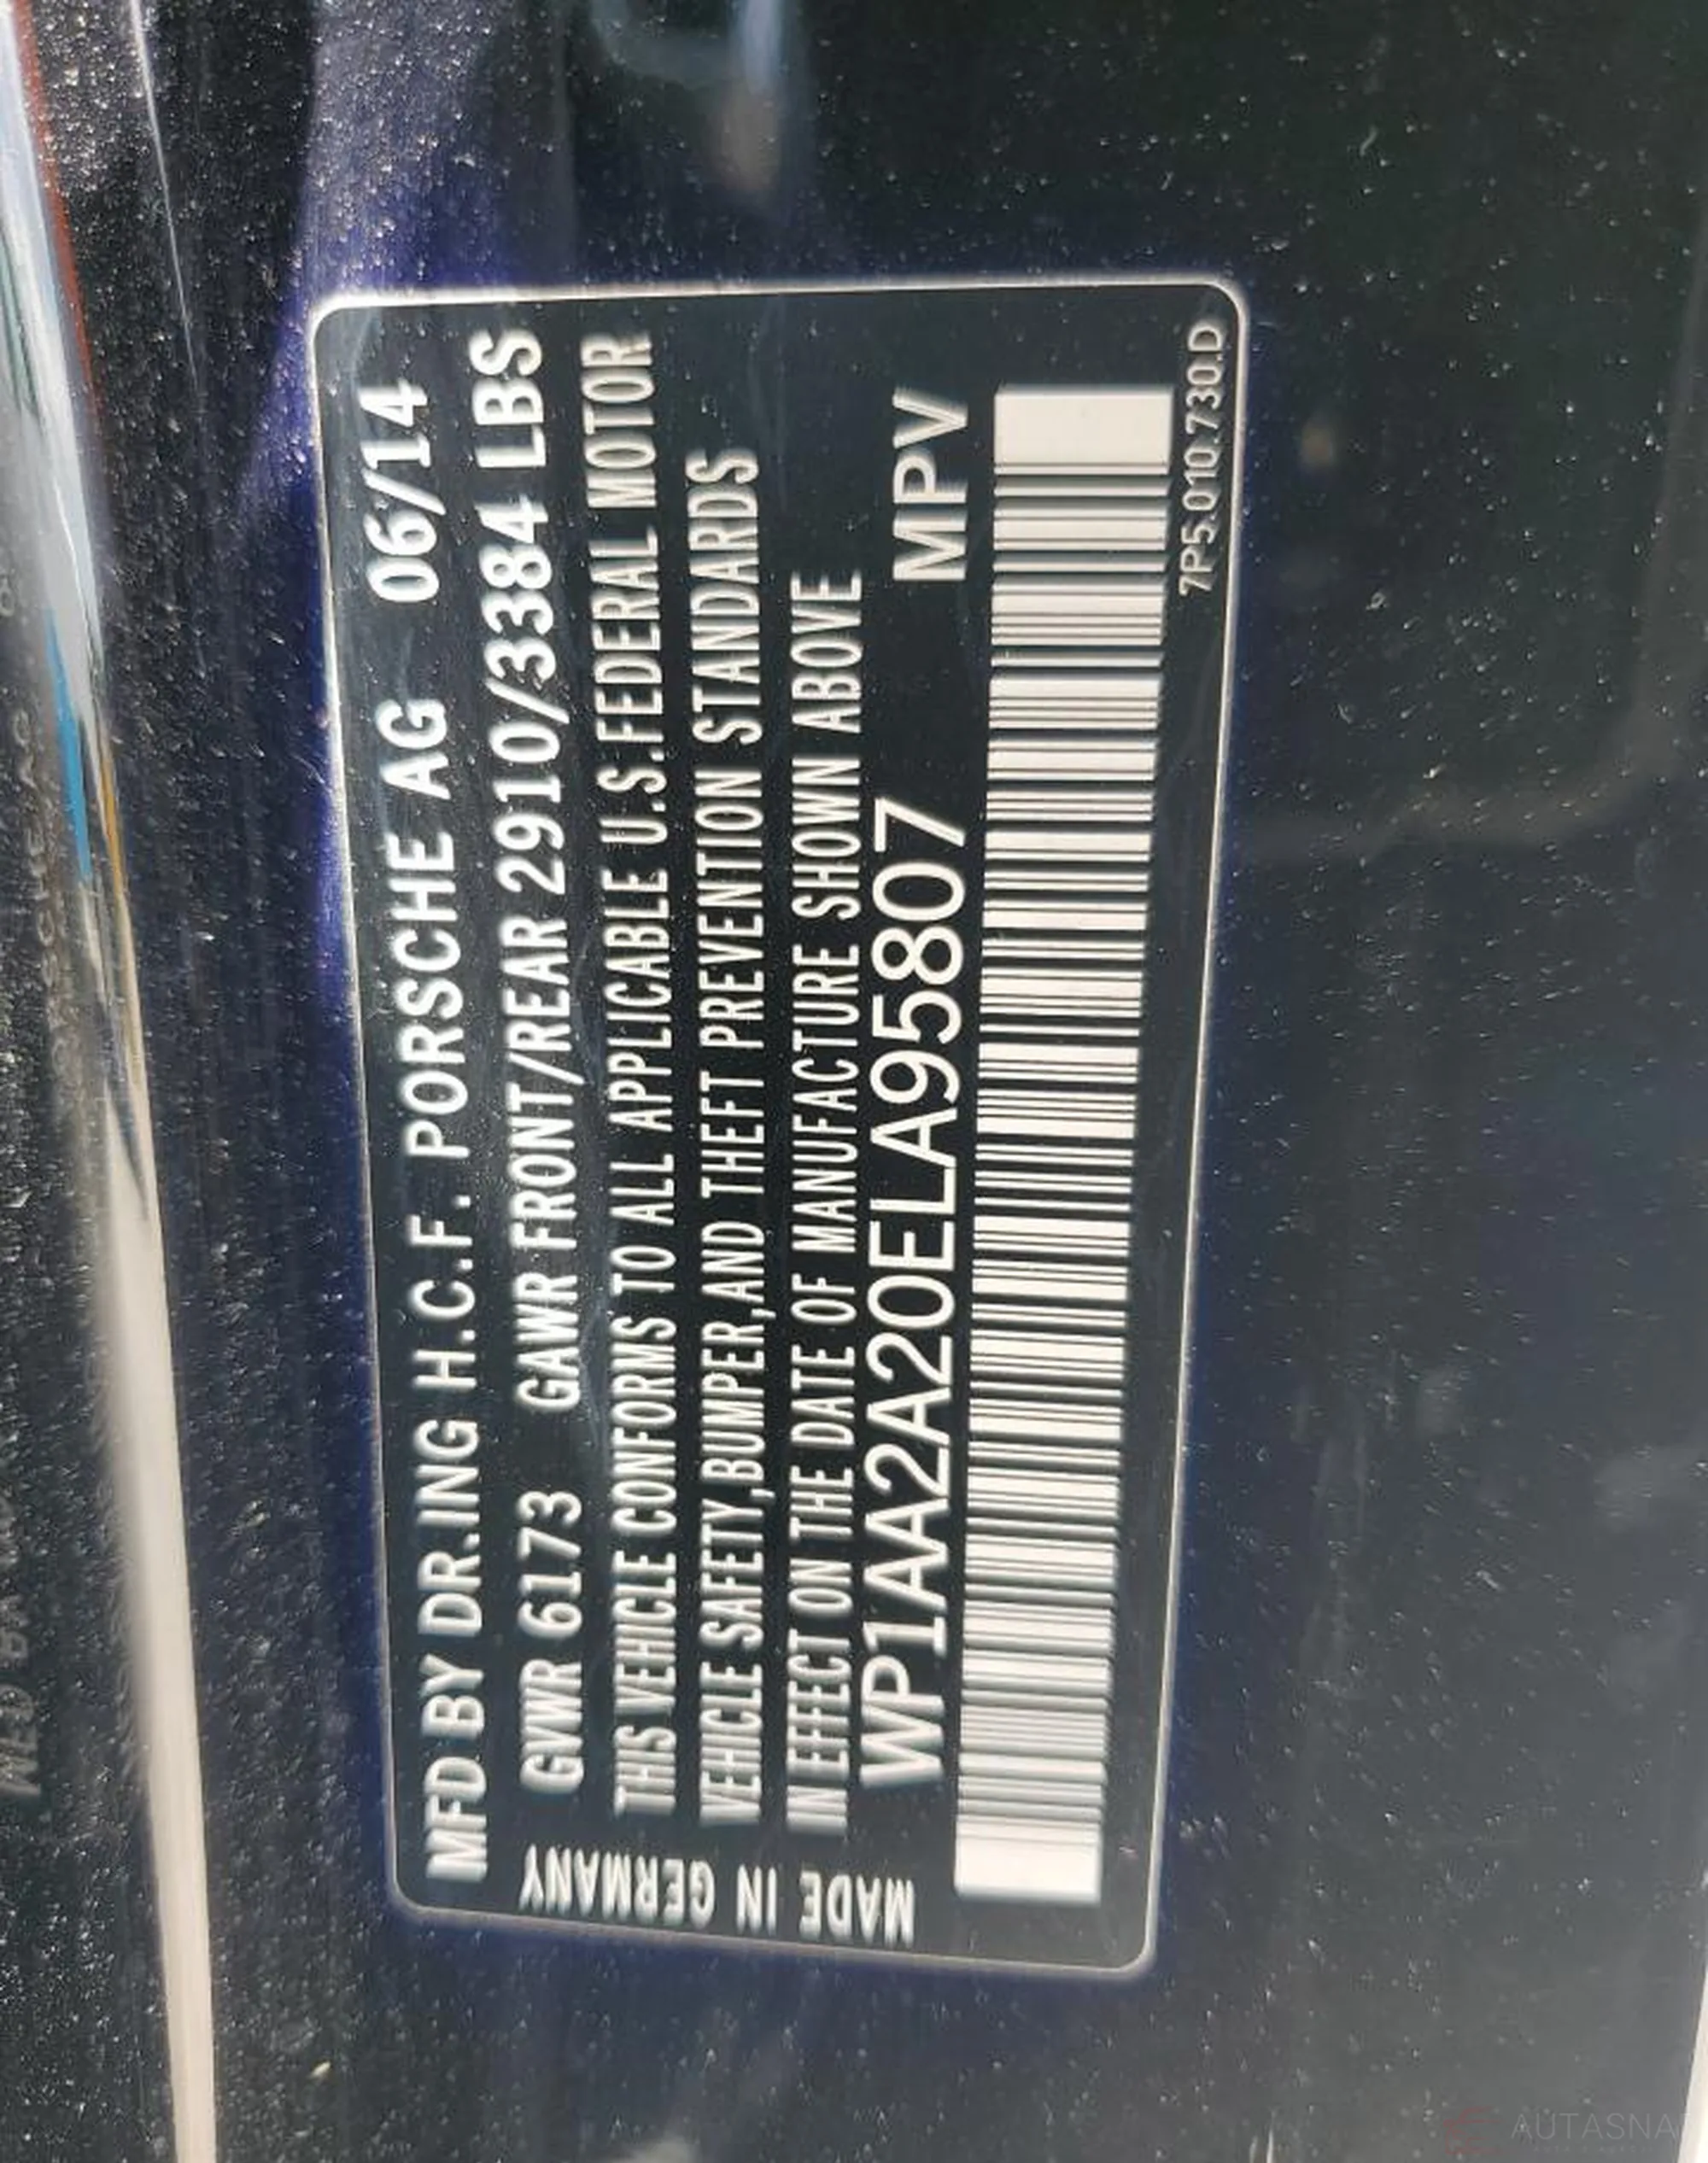 MFD BY DR.ING H.C.F. PORSCHE AG 06/14
GVWR 6173 GAWR FRONT/REAR 2910/3384 LBS
THIS VEHICLE CONFORMS TO ALL APPLICABLE U.S.FEDERAL MOTOR
VEHICLE SAFETY,BUMPER,AND THEFT PREVENTION STANDARDS
IN EFFECT ON THE DATE OF MANUFACTURE SHOWN ABOVE
WP1AA2A20ELA95807 MPV
7P5.010.730.D
MADE IN GERMANY
AUTASNA